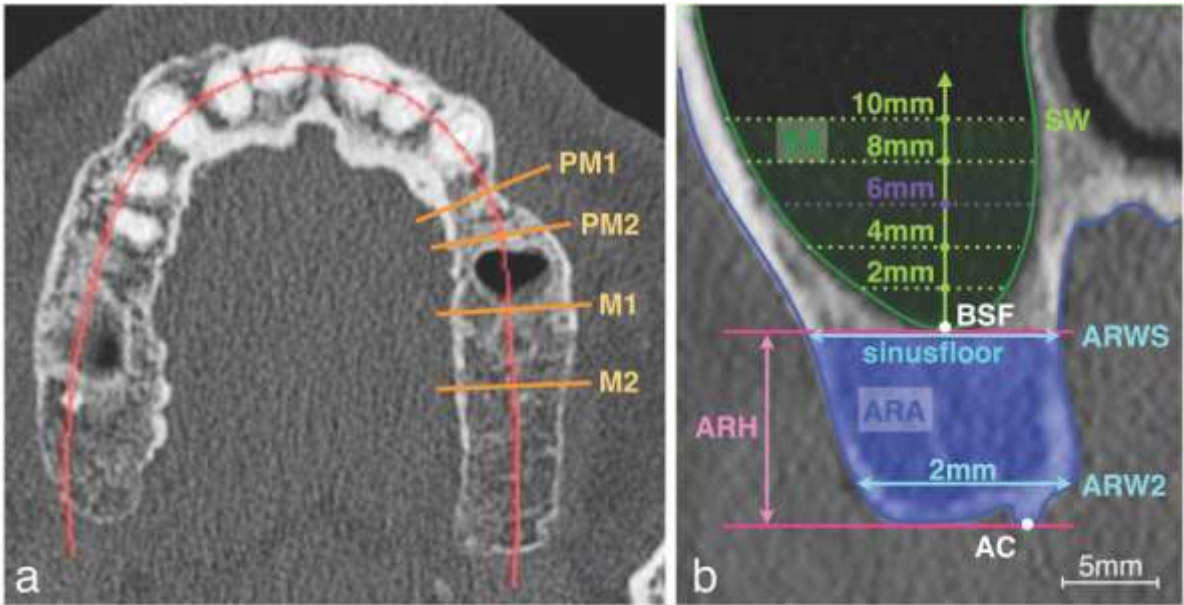 PM1
PM2
M1
M2
a
10mm
SW
8mm
6mm
4mm
2mm
BSF
sinusfloor
ARWS
ARA
ARH
2mm
ARW2
AC
5mm
b